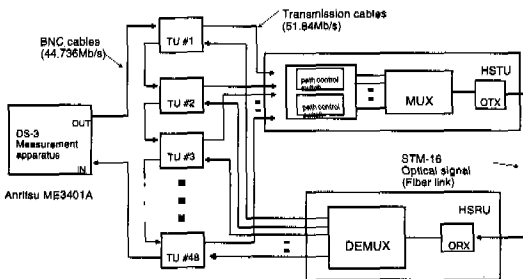 BNC cables
(44.736Mb/s)
Transmission cables
(51.84Mb/s)
TU #1
TU #2
TU #3
TU #48
OUT
DS-3
Measurement
apparatus
IN
Anritsu ME3401A
path control
switch
path control
switch
MUX
HSTU
OTX
STM-16
Optical signal
(Fiber link)
HSRU
DEMUX
ORX